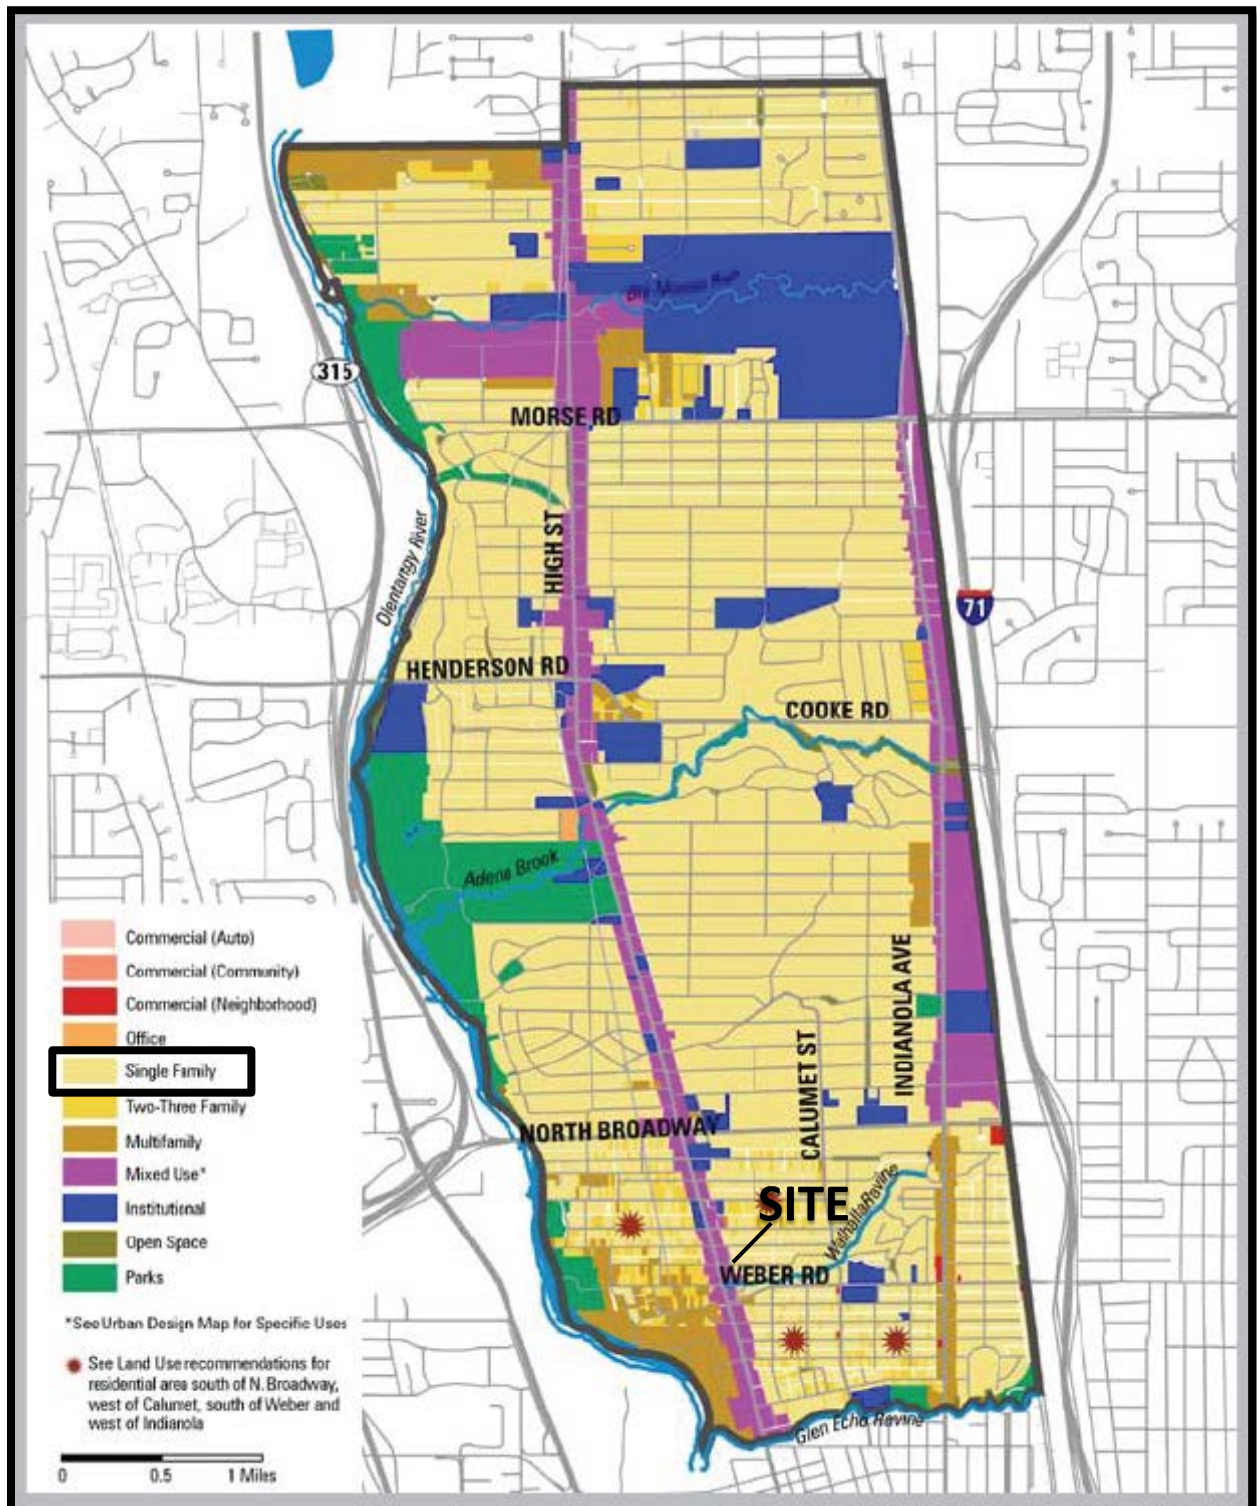 315
MORSE RD
HIGH ST
Olentangy River
71
HENDERSON RD
COOKE RD
Adena Brook
INDIANOLA AVE
CALUMET ST
NORTH BROADWAY
SITE
Walhalla Ravine
WEBER RD
Glen Echo Ravine
Commercial (Auto)
Commercial (Community)
Commercial (Neighborhood)
Office
Single Family
Two-Three Family
Multifamily
Mixed Use*
Institutional
Open Space
Parks
*See Urban Design Map for Specific Uses
See Land Use recommendations for
residential area south of N. Broadway,
west of Calumet, south of Weber and
west of Indianola
0 0.5 1 Miles